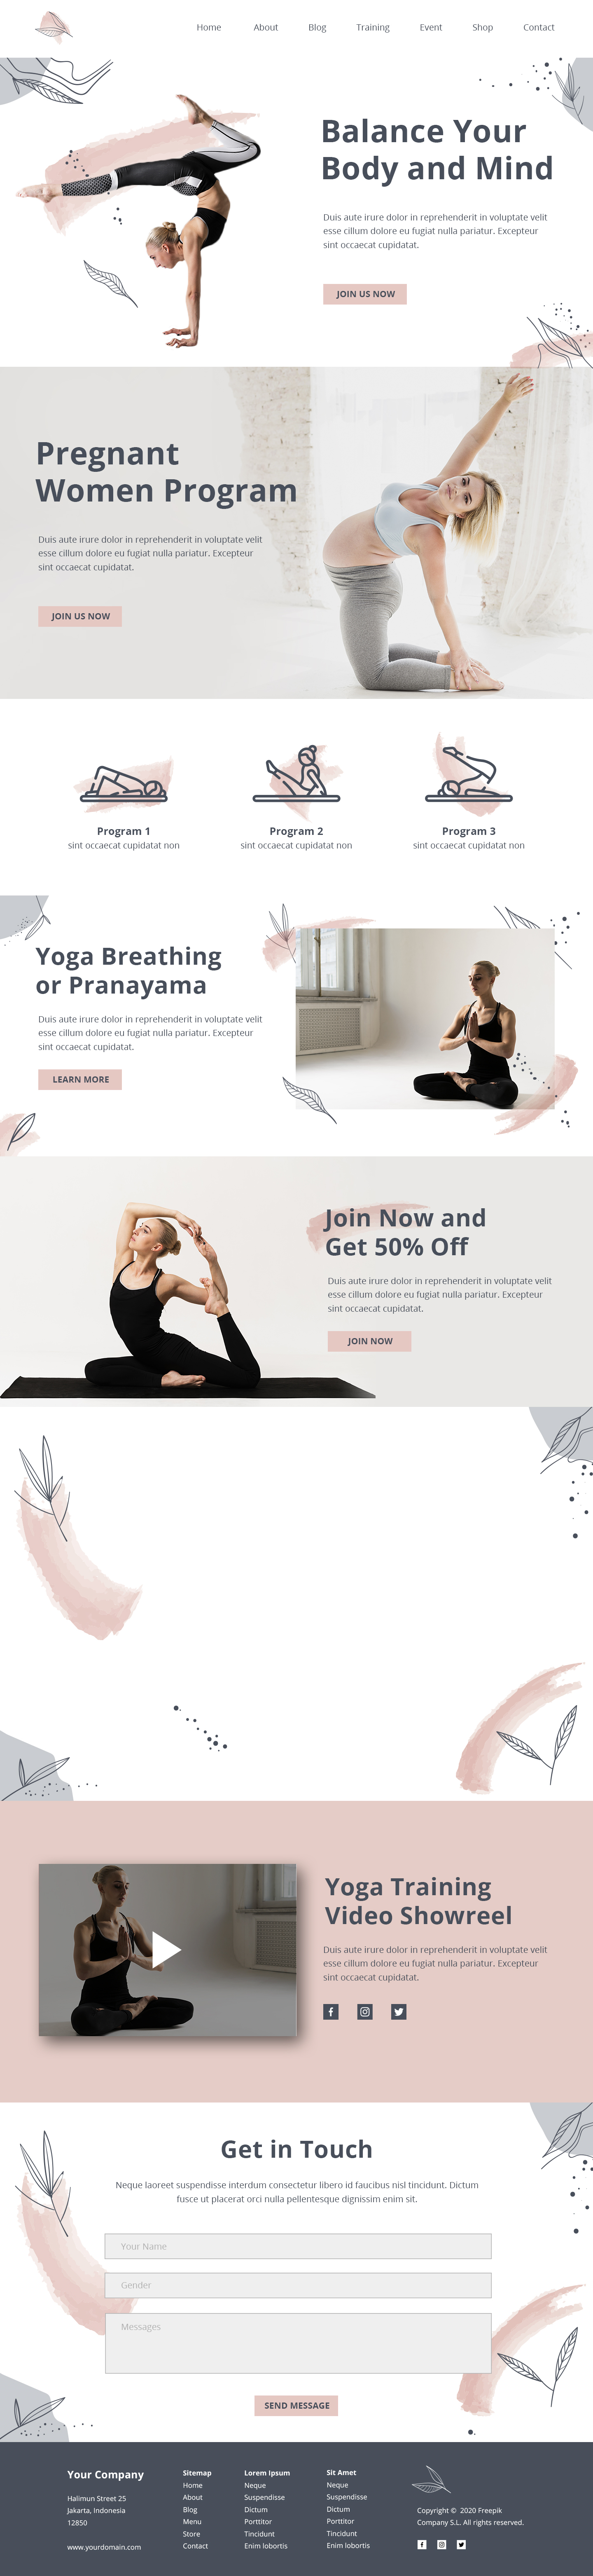 Home About Blog Training Event Shop Contact
Balance Your
Body and Mind
Duis aute irure dolor in reprehenderit in voluptate velit
esse cillum dolore eu fugiat nulla pariatur. Excepteur
sint occaecat cupidatat.
JOIN US NOW
Pregnant
Women Program
Duis aute irure dolor in reprehenderit in voluptate velit
esse cillum dolore eu fugiat nulla pariatur. Excepteur
sint occaecat cupidatat.
JOIN US NOW
Program 1
sint occaecat cupidatat non
Program 2
sint occaecat cupidatat non
Program 3
sint occaecat cupidatat non
Yoga Breathing
or Pranayama
Duis aute irure dolor in reprehenderit in voluptate velit
esse cillum dolore eu fugiat nulla pariatur. Excepteur
sint occaecat cupidatat.
LEARN MORE
Join Now and
Get 50% Off
Duis aute irure dolor in reprehenderit in voluptate velit
esse cillum dolore eu fugiat nulla pariatur. Excepteur
sint occaecat cupidatat.
JOIN NOW
Yoga Training
Video Showreel
Duis aute irure dolor in reprehenderit in voluptate velit
esse cillum dolore eu fugiat nulla pariatur. Excepteur
sint occaecat cupidatat.
Get in Touch
Neque laoreet suspendisse interdum consectetur libero id faucibus nisl tincidunt. Dictum
fusce ut placerat orci nulla pellentesque dignissim enim sit.
Your Name
Gender
Messages
SEND MESSAGE
Your Company
Halimun Street 25
Jakarta, Indonesia
12850
www.yourdomain.com
Sitemap
Home
About
Blog
Menu
Store
Contact
Lorem Ipsum
Neque
Suspendisse
Dictum
Porttitor
Tincidunt
Enim lobortis
Sit Amet
Neque
Suspendisse
Dictum
Porttitor
Tincidunt
Enim lobortis
Copyright © 2020 Freepik
Company S.L. All rights reserved.